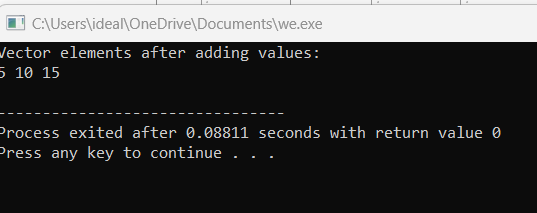 C:\Users\ideal\OneDrive\Documents\we.exe
Vector elements after adding values:
5 10 15
--------------------------------
Process exited after 0.08811 seconds with return value 0
Press any key to continue . . .